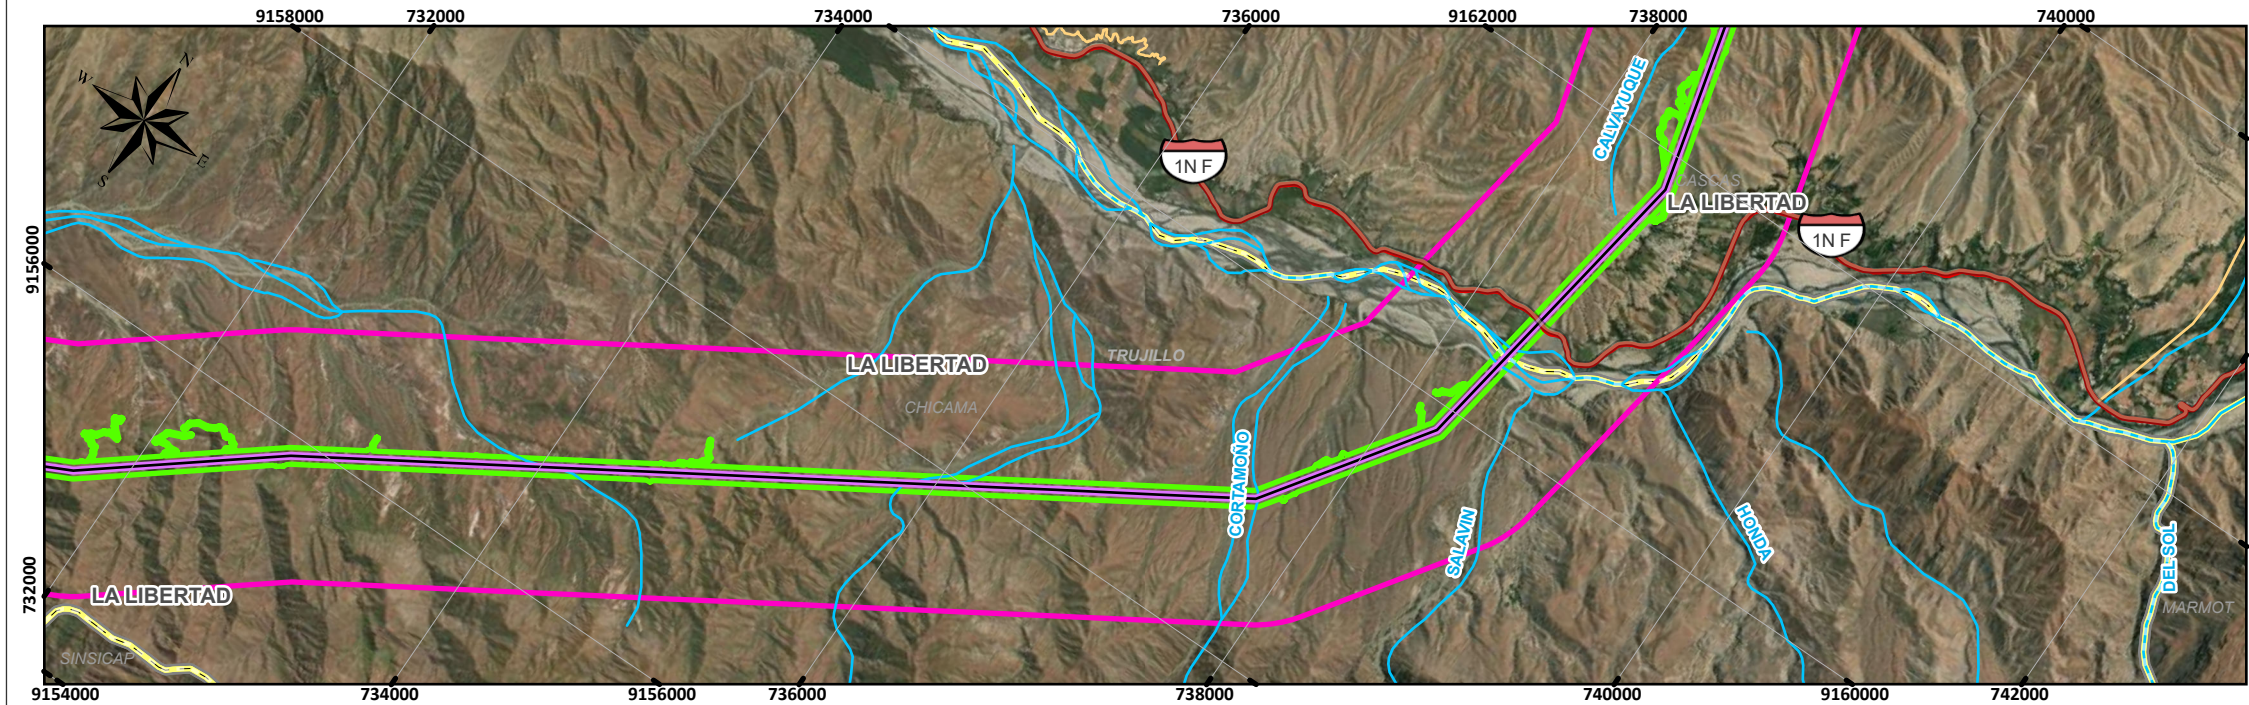 9158000 732000 734000 736000 9162000 738000 740000
N
W
E
S
1N F
CALVAYUQUE
CASCAS
LA LIBERTAD
1N F
9156000
TRUJILLO
LA LIBERTAD
CHICAMA
CORTAMOÑO
SALAVIN
HONDA
DEL SOL
732000
LA LIBERTAD
MARMOT
SINSICAP
9154000 734000 9156000 736000 738000 740000 9160000 742000